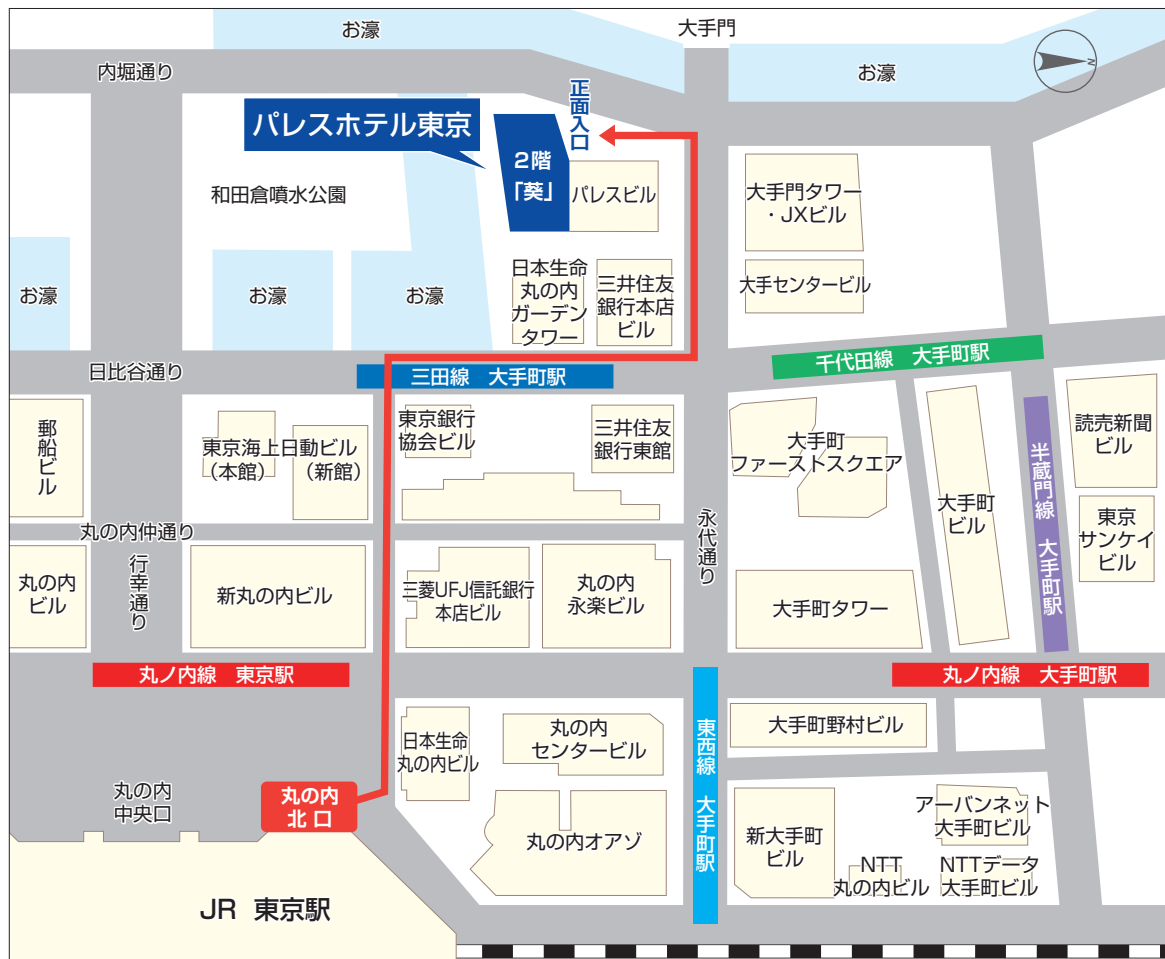 お濠
大手門
内堀通り
お濠
N
正面入口
パレスホテル東京
2階
「葵」
パレスビル
和田倉噴水公園
大手門タワー
・JXビル
お濠
お濠
お濠
日本生命
丸の内
ガーデン
タワー
三井住友
銀行本店
ビル
大手センタービル
日比谷通り
三田線 大手町駅
千代田線 大手町駅
郵船ビル
東京海上日動ビル
（本館）
（新館）
東京銀行
協会ビル
三井住友
銀行東館
大手町
ファーストスクエア
大手町
ビル
半蔵門線 大手町駅
読売新聞
ビル
東京
サンケイ
ビル
丸の内仲通り
行幸通り
永代通り
丸の内
ビル
新丸の内ビル
三菱UFJ信託銀行
本店ビル
丸の内
永楽ビル
大手町タワー
丸ノ内線 東京駅
丸ノ内線 大手町駅
東西線 大手町駅
日本生命
丸の内ビル
丸の内
センタービル
大手町野村ビル
丸の内
中央口
丸の内
北口
丸の内オアゾ
新大手町
ビル
アーバンネット
大手町ビル
NTT
丸の内ビル
NTTデータ
大手町ビル
JR 東京駅